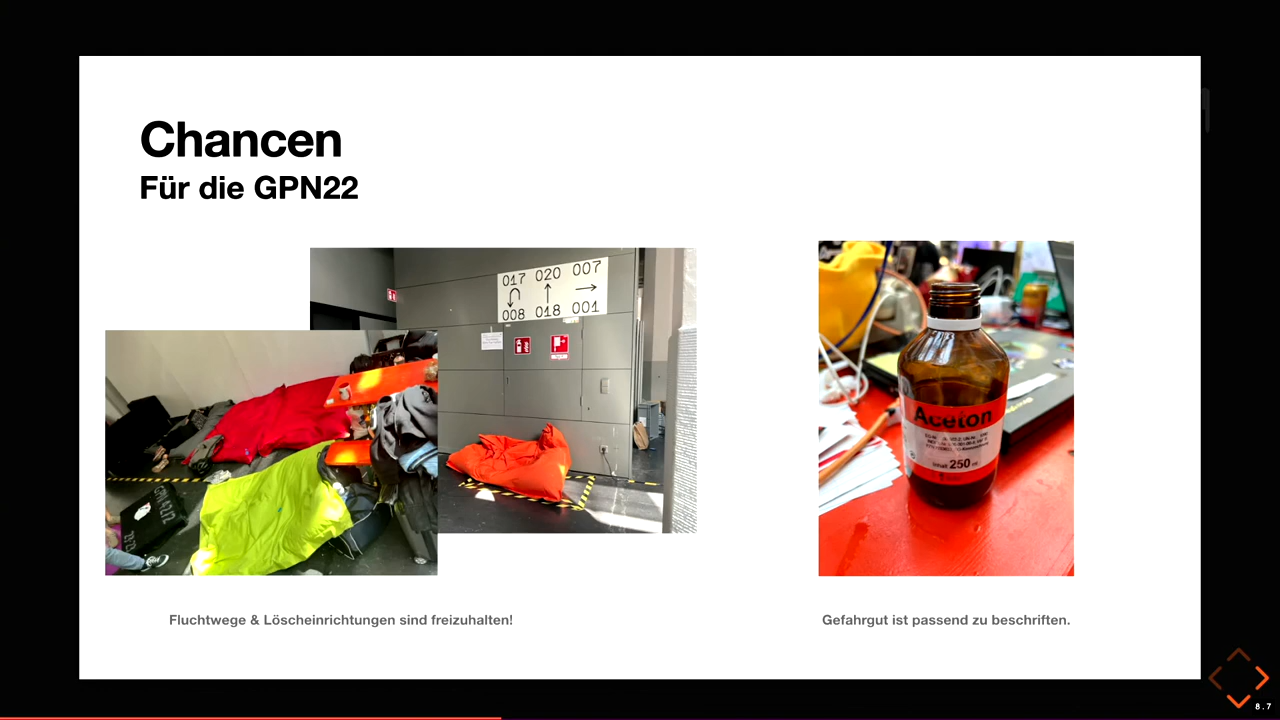 Chancen
Für die GPN22
017 020 007
008 018 001
Aceton
Inhalt 250 ml
Fluchtwege & Löscheinrichtungen sind freizuhalten!
Gefahrgut ist passend zu beschriften.
8.7